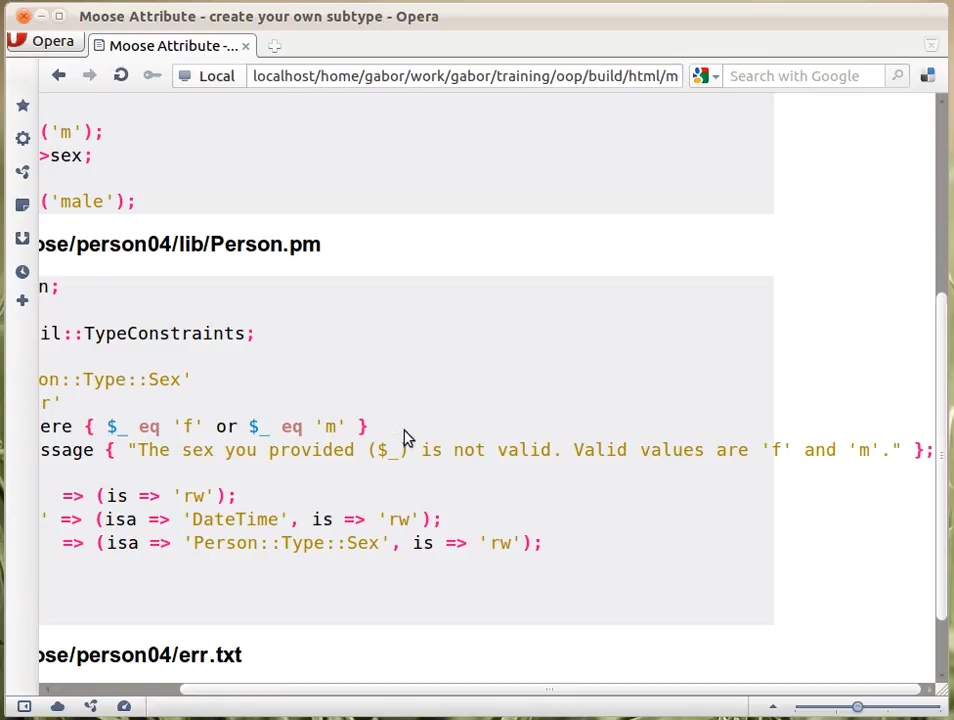 Moose Attribute - create your own subtype - Opera
Opera
Moose Attribute -...
Local
localhost/home/gabor/work/gabor/training/oop/build/html/m
Search with Google
('m');
>sex;
('male');
ose/person04/lib/Person.pm
n;
il::TypeConstraints;
on::Type::Sex'
r'
ere { $_ eq 'f' or $_ eq 'm' }
ssage { "The sex you provided ($_) is not valid. Valid values are 'f' and 'm'." };
=> (is => 'rw');
' => (isa => 'DateTime', is => 'rw');
=> (isa => 'Person::Type::Sex', is => 'rw');
ose/person04/err.txt